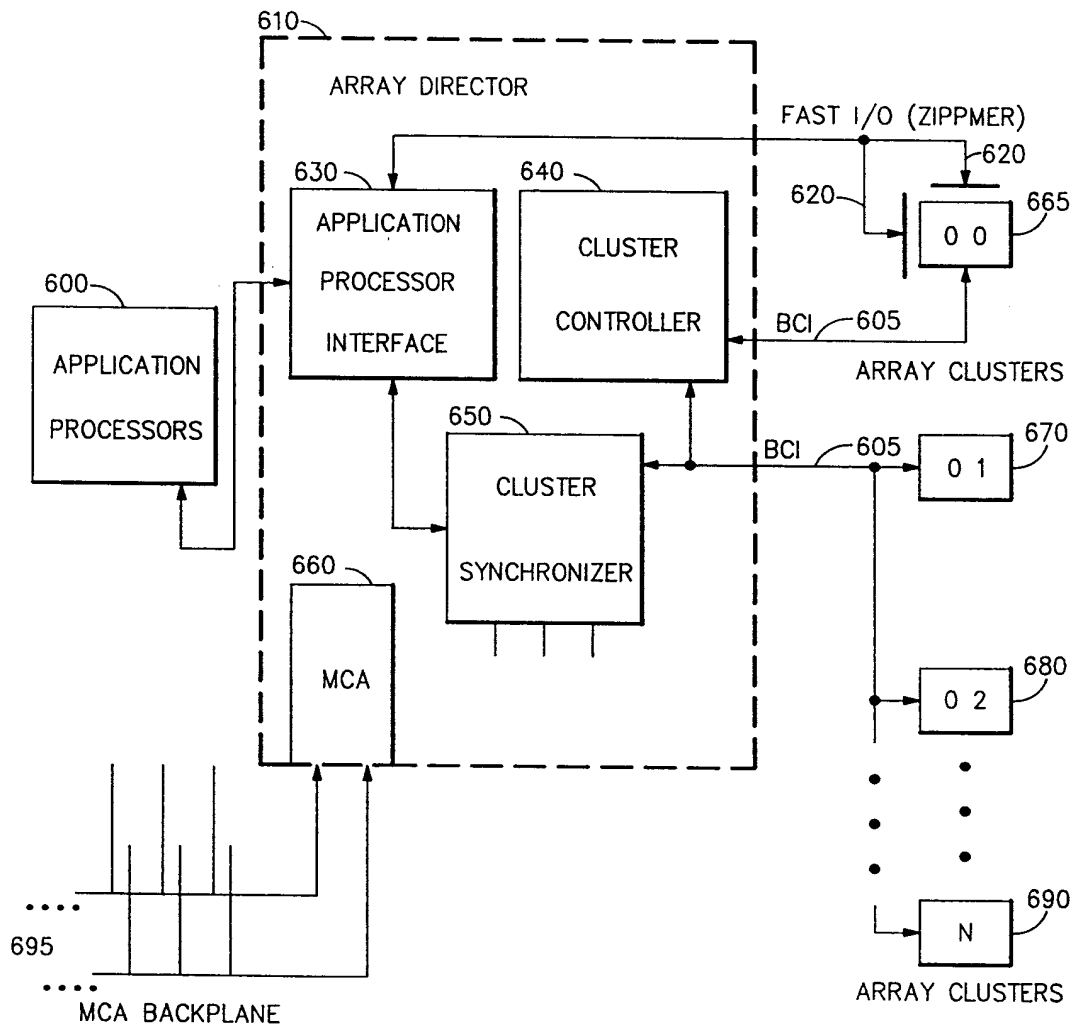 610
ARRAY DIRECTOR
FAST I/O (ZIPPMER)
620
630
640
620
665
APPLICATION
PROCESSOR
INTERFACE
CLUSTER
CONTROLLER
0 0
600
BCI
605
APPLICATION
PROCESSORS
ARRAY CLUSTERS
650
BCI
605
670
CLUSTER
SYNCHRONIZER
0 1
660
MCA
680
0 2
690
N
695
ARRAY CLUSTERS
MCA BACKPLANE